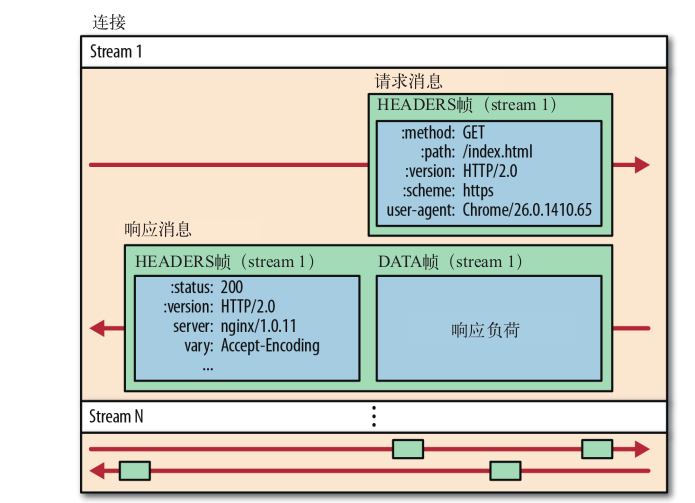 连接
Stream 1
请求消息
HEADERS帧（stream 1）
:method: GET
:path: /index.html
:version: HTTP/2.0
:scheme: https
user-agent: Chrome/26.0.1410.65
响应消息
HEADERS帧（stream 1）
:status: 200
:version: HTTP/2.0
server: nginx/1.0.11
vary: Accept-Encoding
...
DATA帧（stream 1）
响应负荷
Stream N